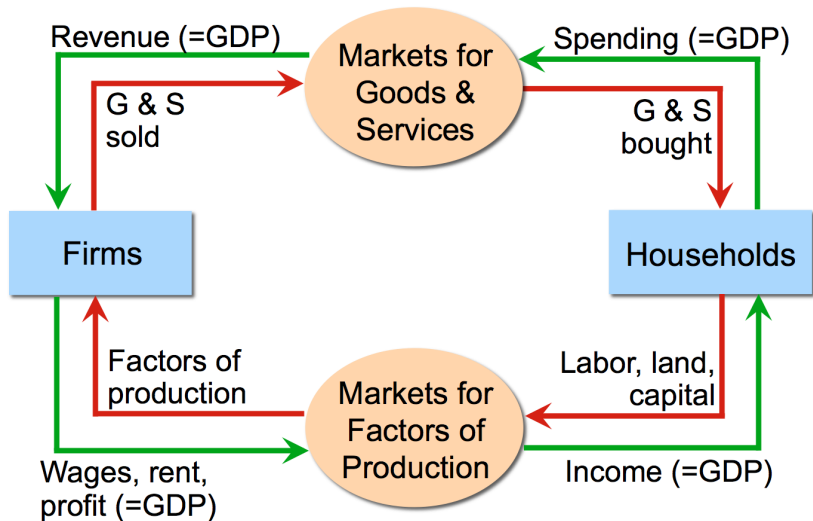 Revenue (=GDP)
Markets for
Goods &
Services
Spending (=GDP)
G & S
sold
G & S
bought
Firms
Households
Factors of
production
Markets for
Factors of
Production
Labor, land,
capital
Wages, rent,
profit (=GDP)
Income (=GDP)